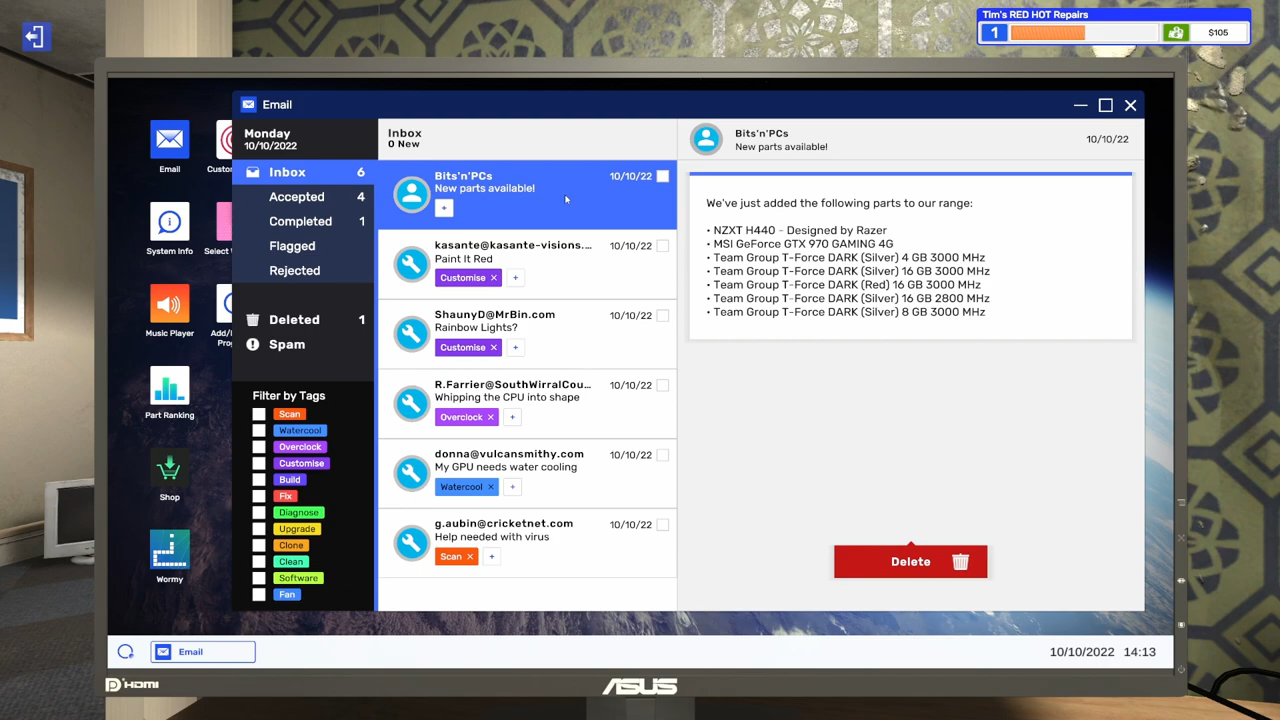 Tim's RED HOT Repairs
1
$105
Email
Monday
10/10/2022
Inbox 6
Accepted 4
Completed 1
Flagged
Rejected
Deleted 1
Spam
Filter by Tags
Scan
Watercool
Overclock
Customise
Build
Fix
Diagnose
Upgrade
Clone
Clean
Software
Fan
Inbox
0 New
Bits'n'PCs 10/10/22
New parts available!
+
kasante@kasante-visions.... 10/10/22
Paint It Red
Customise × +
ShaunyD@MrBin.com 10/10/22
Rainbow Lights?
Customise × +
R.Farrier@SouthWirralCou... 10/10/22
Whipping the CPU into shape
Overclock × +
donna@vulcansmithy.com 10/10/22
My GPU needs water cooling
Watercool × +
g.aubin@cricketnet.com 10/10/22
Help needed with virus
Scan × +
Bits'n'PCs 10/10/22
New parts available!
We've just added the following parts to our range:
• NZXT H440 - Designed by Razer
• MSI GeForce GTX 970 GAMING 4G
• Team Group T-Force DARK (Silver) 4 GB 3000 MHz
• Team Group T-Force DARK (Silver) 16 GB 3000 MHz
• Team Group T-Force DARK (Red) 16 GB 3000 MHz
• Team Group T-Force DARK (Silver) 16 GB 2800 MHz
• Team Group T-Force DARK (Silver) 8 GB 3000 MHz
Delete
Email
System Info
Music Player
Part Ranking
Shop
Wormy
Custo
Select
Add/
Prog
Email
10/10/2022 14:13
HDMI
ASUS